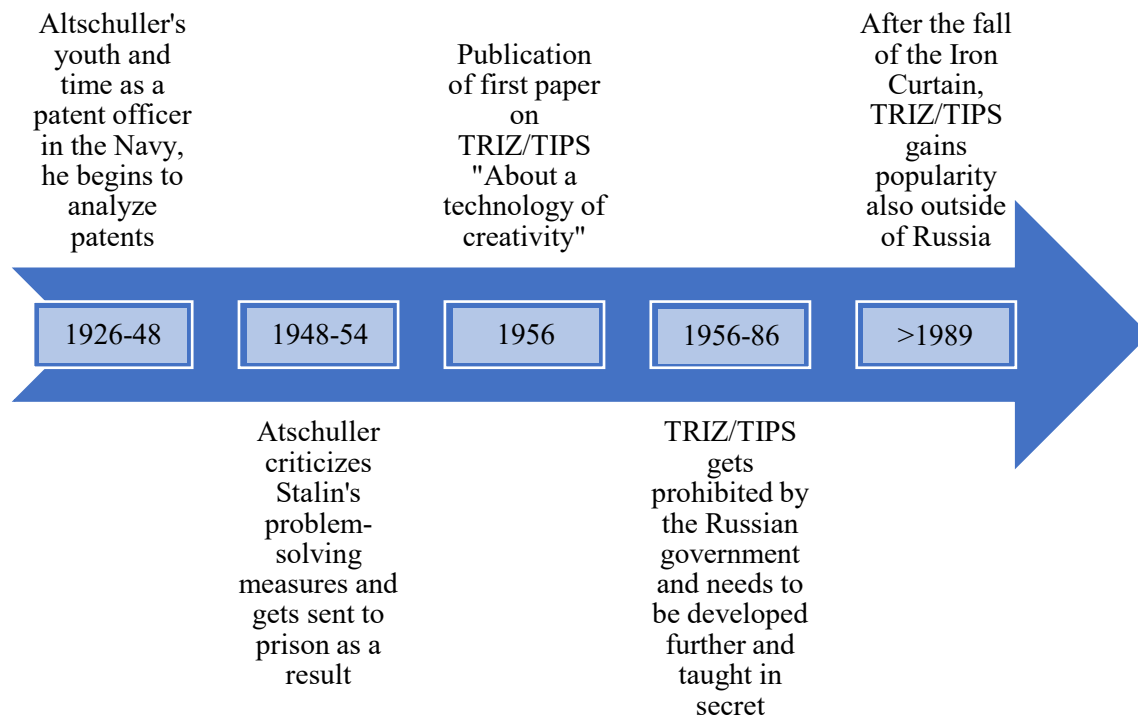 Altschuller's
youth and
time as a
patent officer
in the Navy,
he begins to
analyze
patents
Publication
of first paper
on
TRIZ/TIPS
"About a
technology of
creativity"
After the fall
of the Iron
Curtain,
TRIZ/TIPS
gains
popularity
also outside
of Russia
1926-48
1948-54
1956
1956-86
>1989
Atschuller
criticizes
Stalin's
problem-
solving
measures and
gets sent to
prison as a
result
TRIZ/TIPS
gets
prohibited by
the Russian
government
and needs to
be developed
further and
taught in
secret